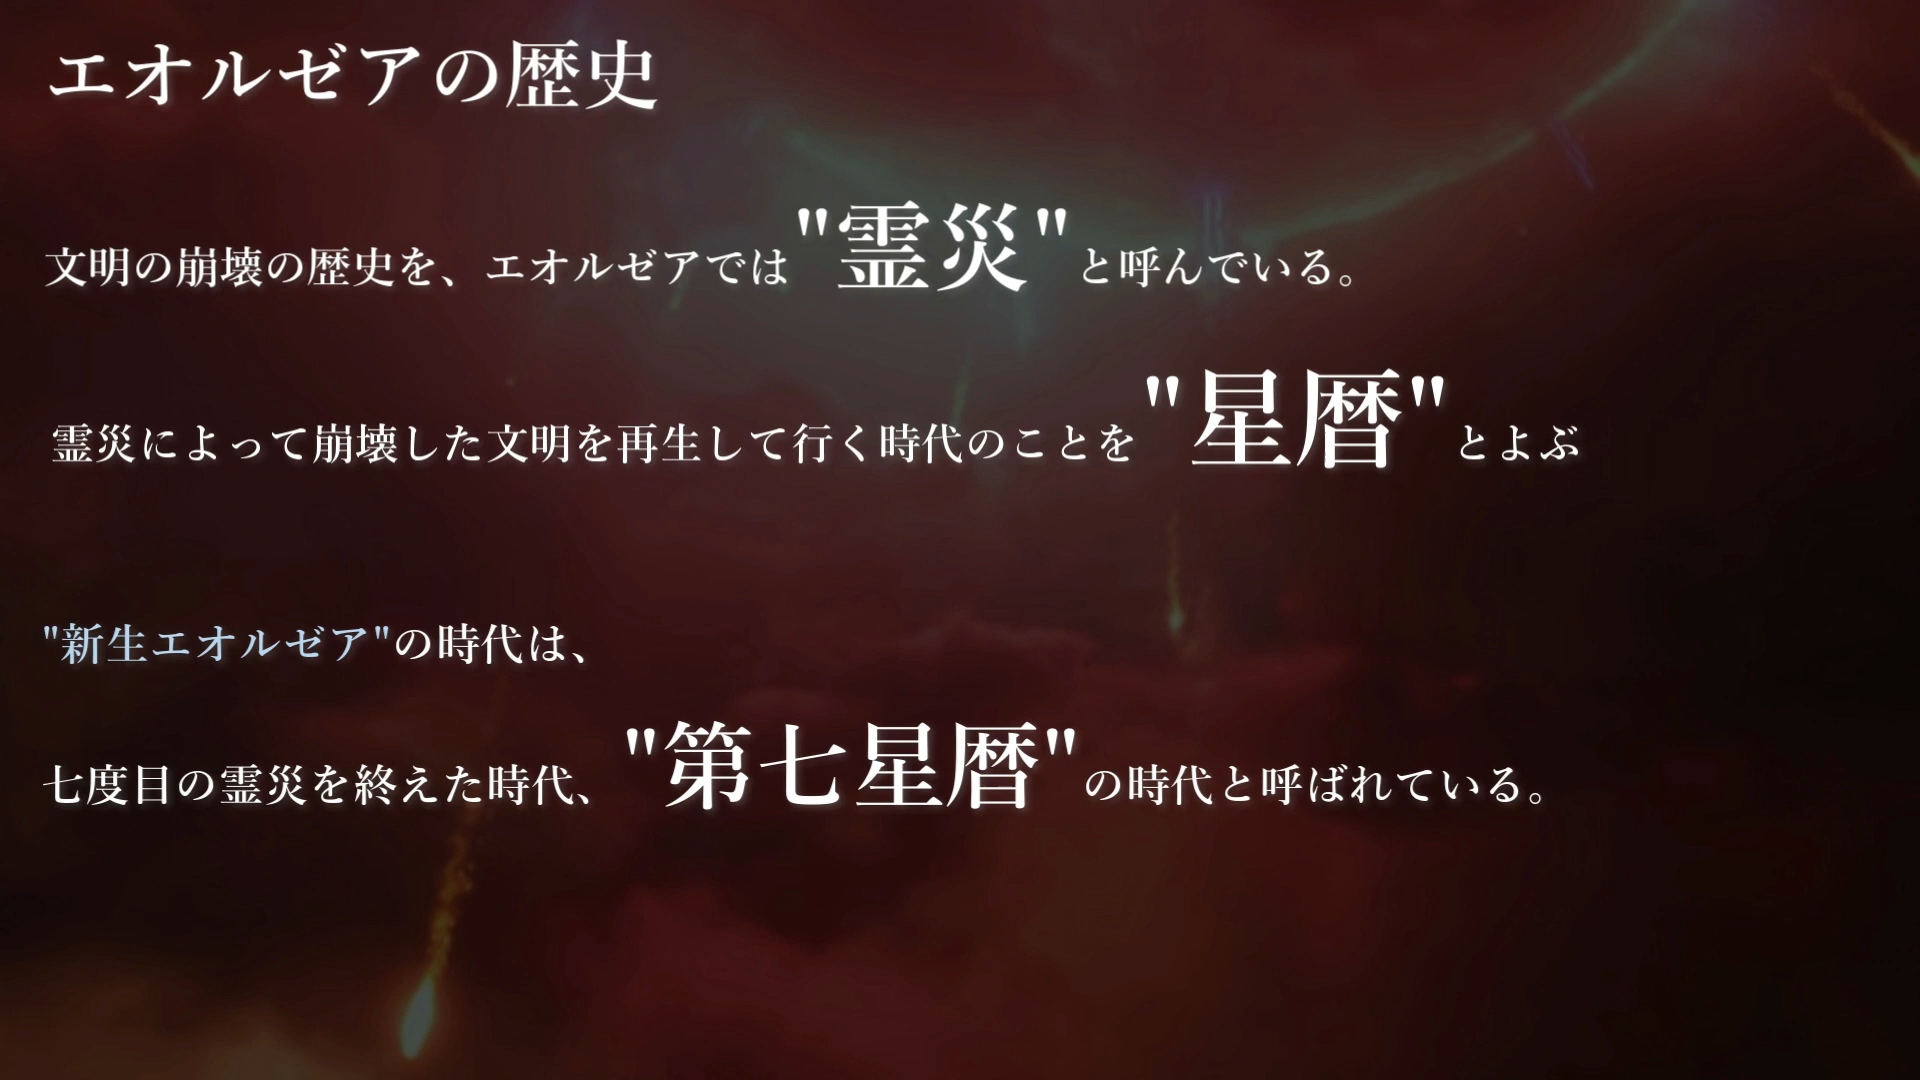 エオルゼアの歴史
文明の崩壊の歴史を、エオルゼアでは"霊災"と呼んでいる。
霊災によって崩壊した文明を再生して行く時代のことを"星暦"とよぶ
"新生エオルゼア"の時代は、
七度目の霊災を終えた時代、"第七星暦"の時代と呼ばれている。